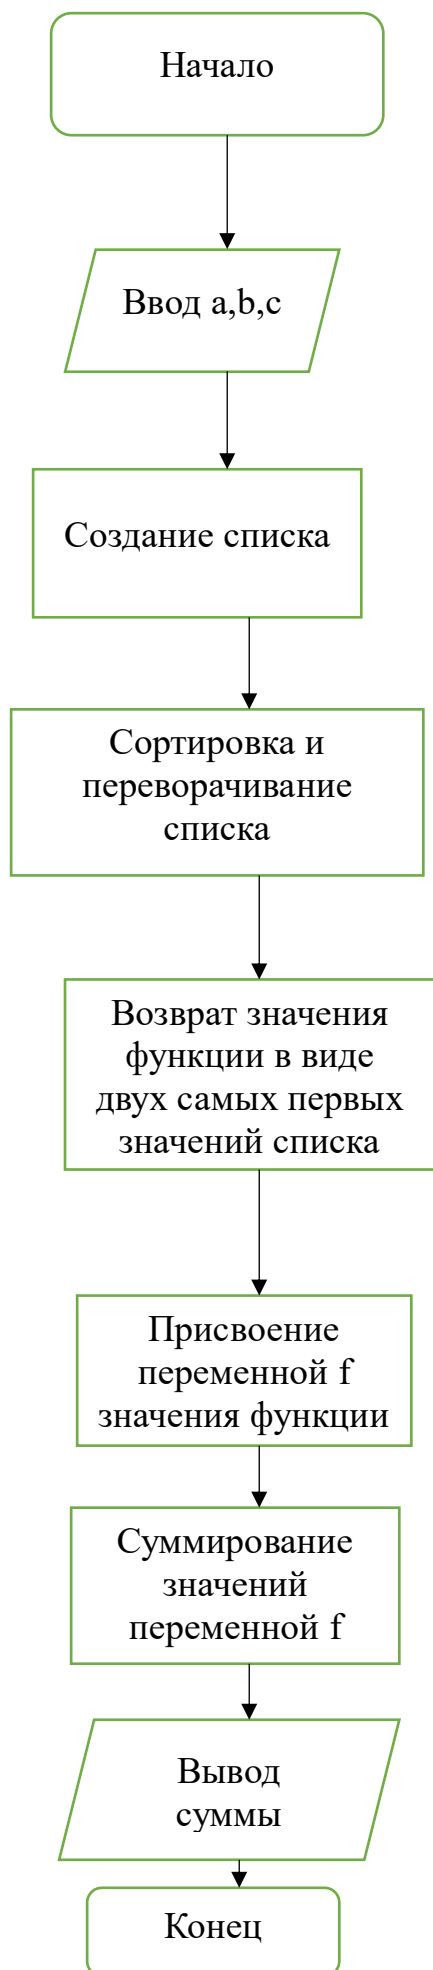 Начало
Ввод a,b,c
Создание списка
Сортировка и
переворачивание
списка
Возврат значения
функции в виде
двух самых первых
значений списка
Присвоение
переменной f
значения функции
Суммирование
значений
переменной f
Вывод
суммы
Конец